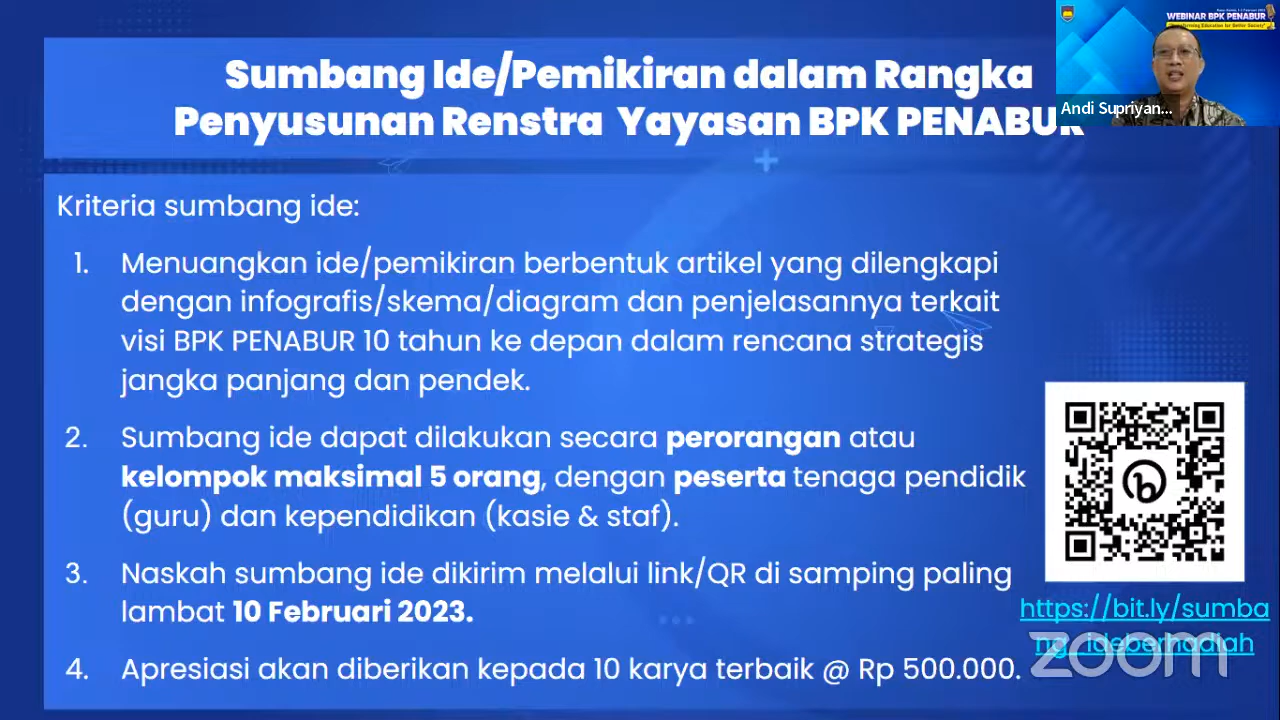 WEBINAR BPK PENABUR
Sumbang Ide/Pemikiran dalam Rangka
Penyusunan Renstra Yayasan BPK PENABUR
Andi Supriyan...
Kriteria sumbang ide:
1. Menuangkan ide/pemikiran berbentuk artikel yang dilengkapi
dengan infografis/skema/diagram dan penjelasannya terkait
visi BPK PENABUR 10 tahun ke depan dalam rencana strategis
jangka panjang dan pendek.
2. Sumbang ide dapat dilakukan secara perorangan atau
kelompok maksimal 5 orang, dengan peserta tenaga pendidik
(guru) dan kependidikan (kasie & staf).
3. Naskah sumbang ide dikirim melalui link/QR di samping paling
lambat 10 Februari 2023.
4. Apresiasi akan diberikan kepada 10 karya terbaik @ Rp 500.000.
https://bit.ly/sumba
ng_ideberhadiah
zoom